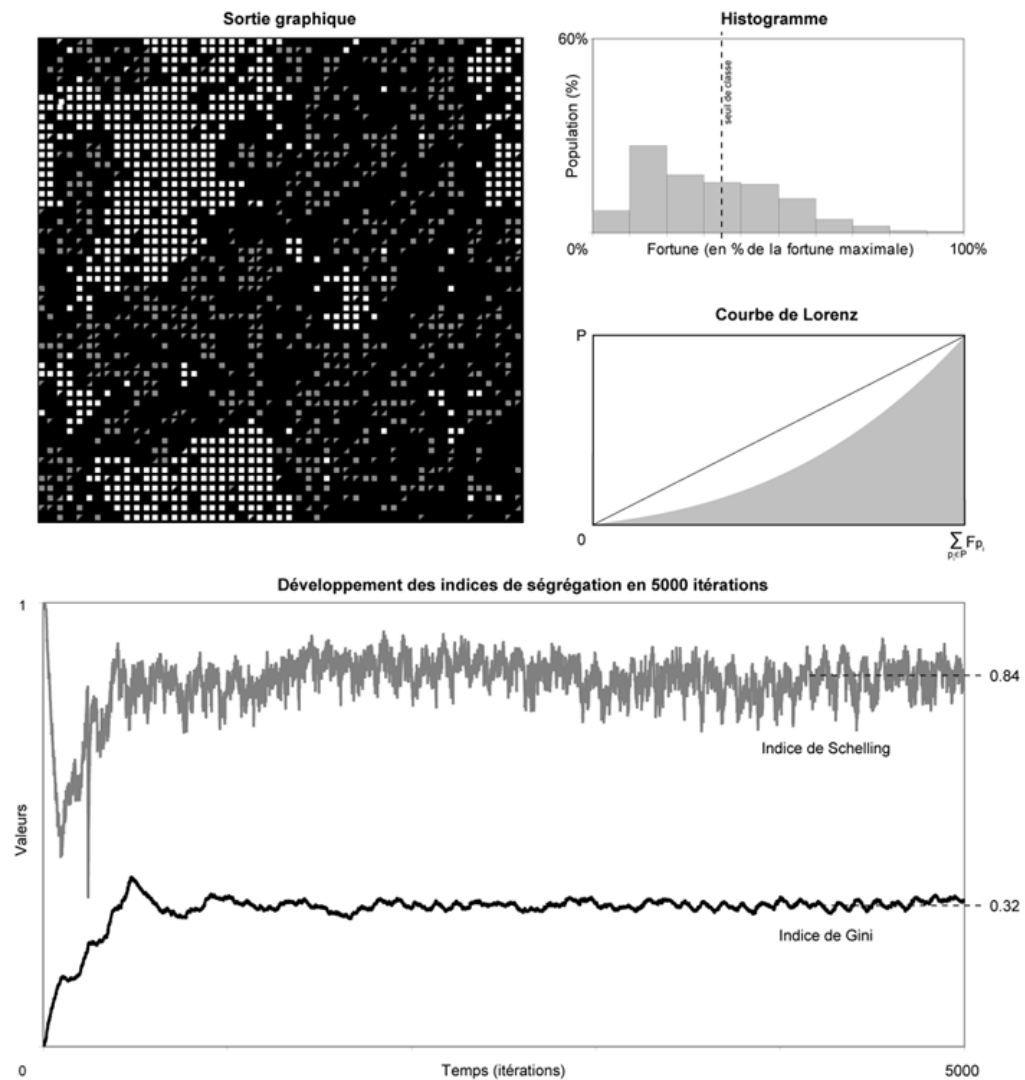 Sortie graphique
Histogramme
60%
Population (%)
seuil de classe
0%
Fortune (en % de la fortune maximale)
100%
Courbe de Lorenz
P
0
∑ Fpᵢ
pᵢ∈P
Développement des indices de ségrégation en 5000 itérations
1
Valeurs
0.84
Indice de Schelling
0.32
Indice de Gini
0
Temps (itérations)
5000